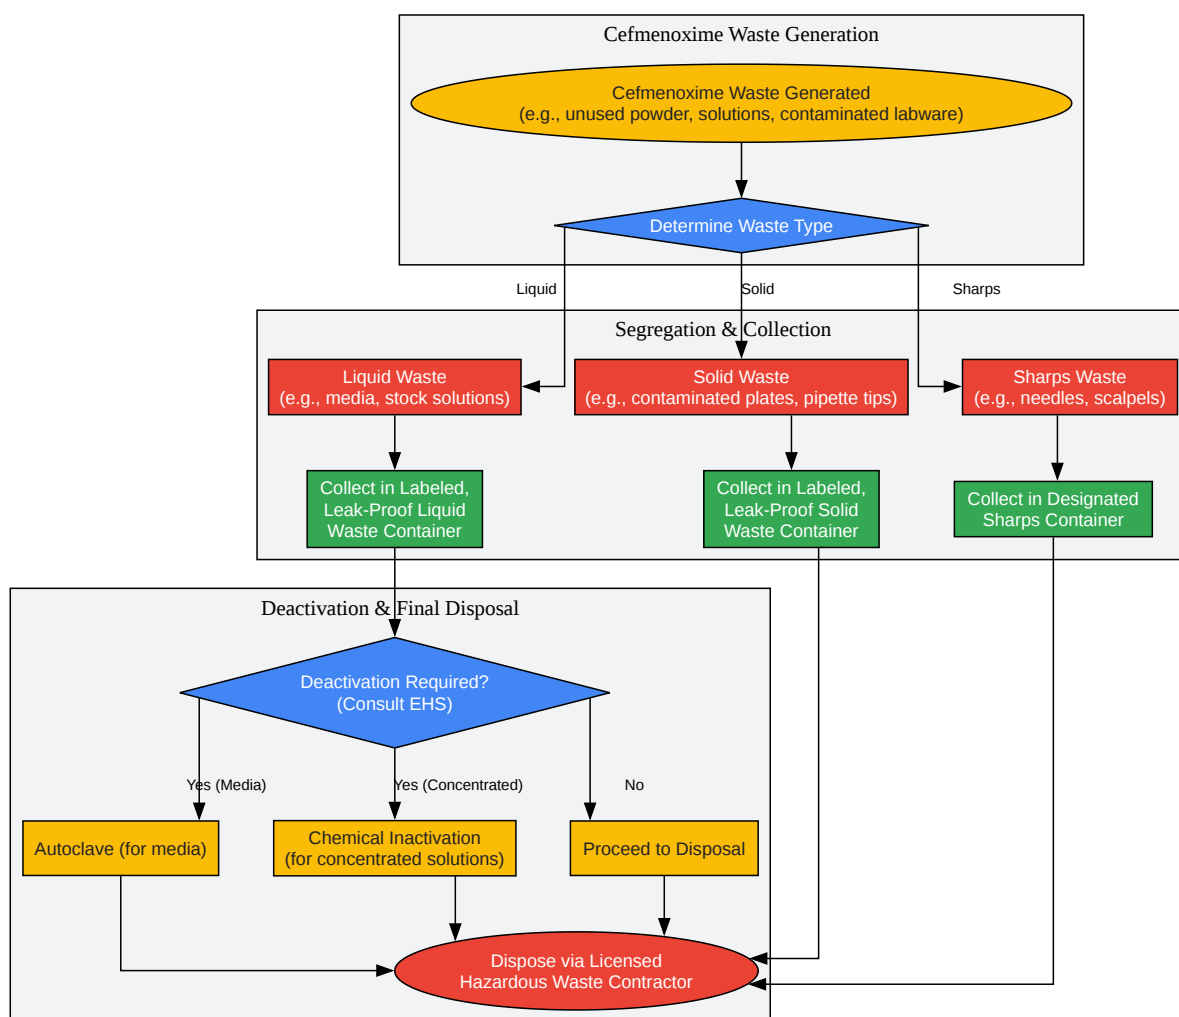 Cefmenoxime Waste Generation
Cefmenoxime Waste Generated
(e.g., unused powder, solutions, contaminated labware)
Determine Waste Type
Liquid
Solid
Sharps
Segregation & Collection
Liquid Waste
(e.g., media, stock solutions)
Solid Waste
(e.g., contaminated plates, pipette tips)
Sharps Waste
(e.g., needles, scalpels)
Collect in Labeled,
Leak-Proof Liquid
Waste Container
Collect in Labeled,
Leak-Proof Solid
Waste Container
Collect in Designated
Sharps Container
Deactivation & Final Disposal
Deactivation Required?
(Consult EHS)
Yes (Media)
Yes (Concentrated)
No
Autoclave (for media)
Chemical Inactivation
(for concentrated solutions)
Proceed to Disposal
Dispose via Licensed
Hazardous Waste Contractor